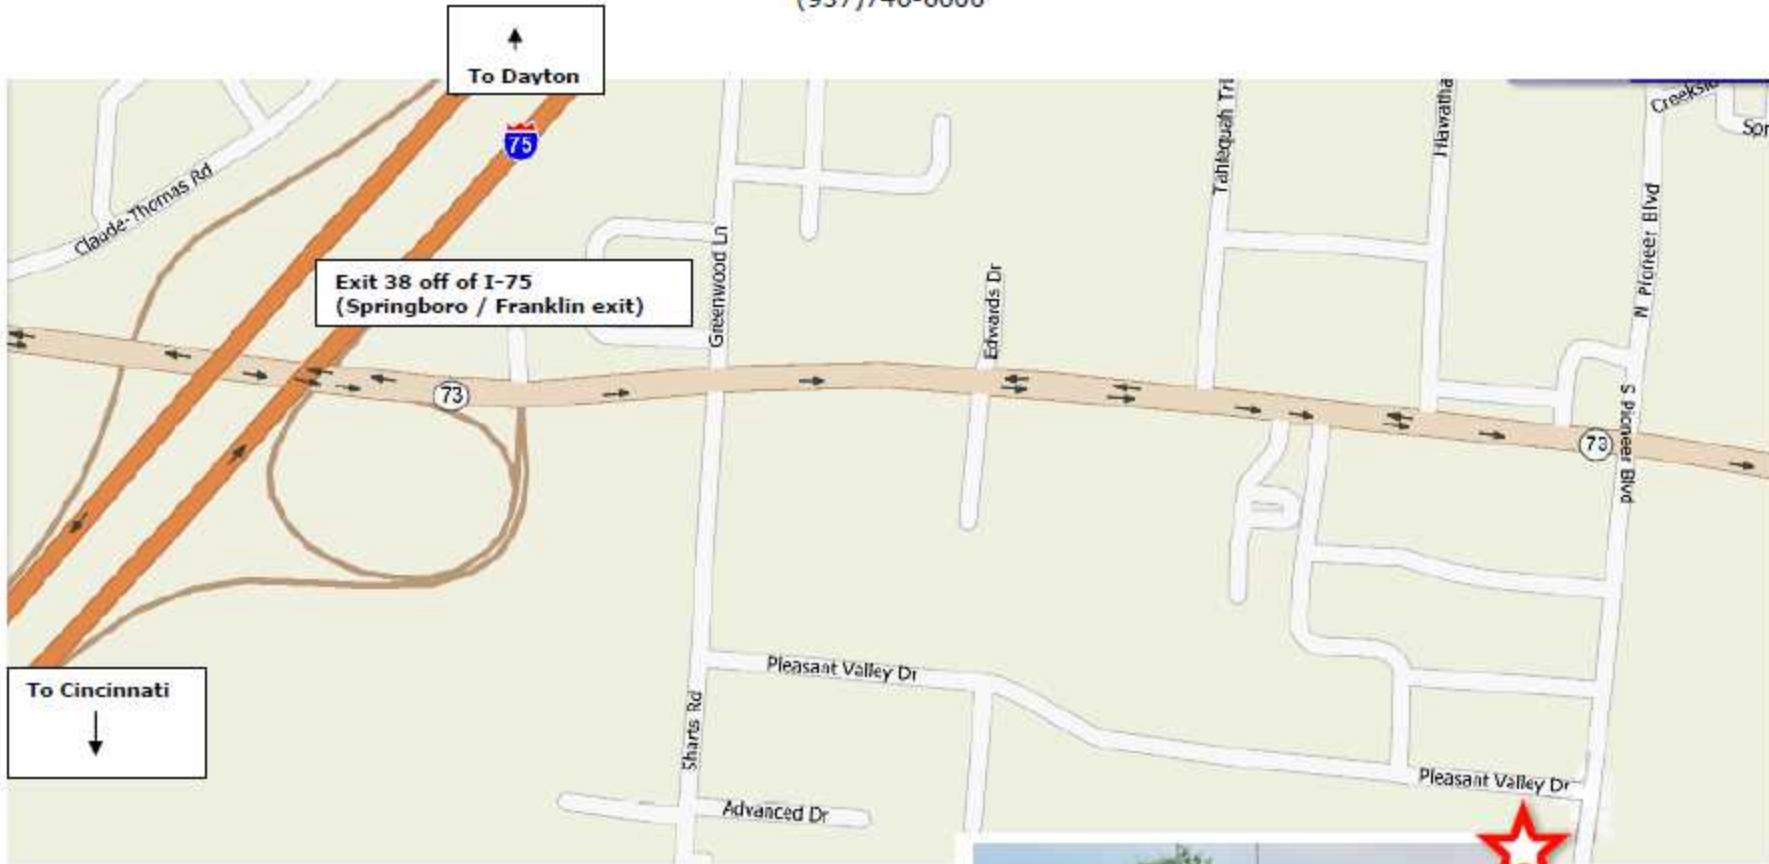 To Dayton
75
Claude-Thomas Rd
Exit 38 off of I-75
(Springboro / Franklin exit)
Greenwood Ln
Edwards Dr
Tahlequah Trl
Hiawatha
N Pioneer Blvd
73
73
S Pioneer Blvd
To Cincinnati
Sharts Rd
Pleasant Valley Dr
Pleasant Valley Dr
Advanced Dr